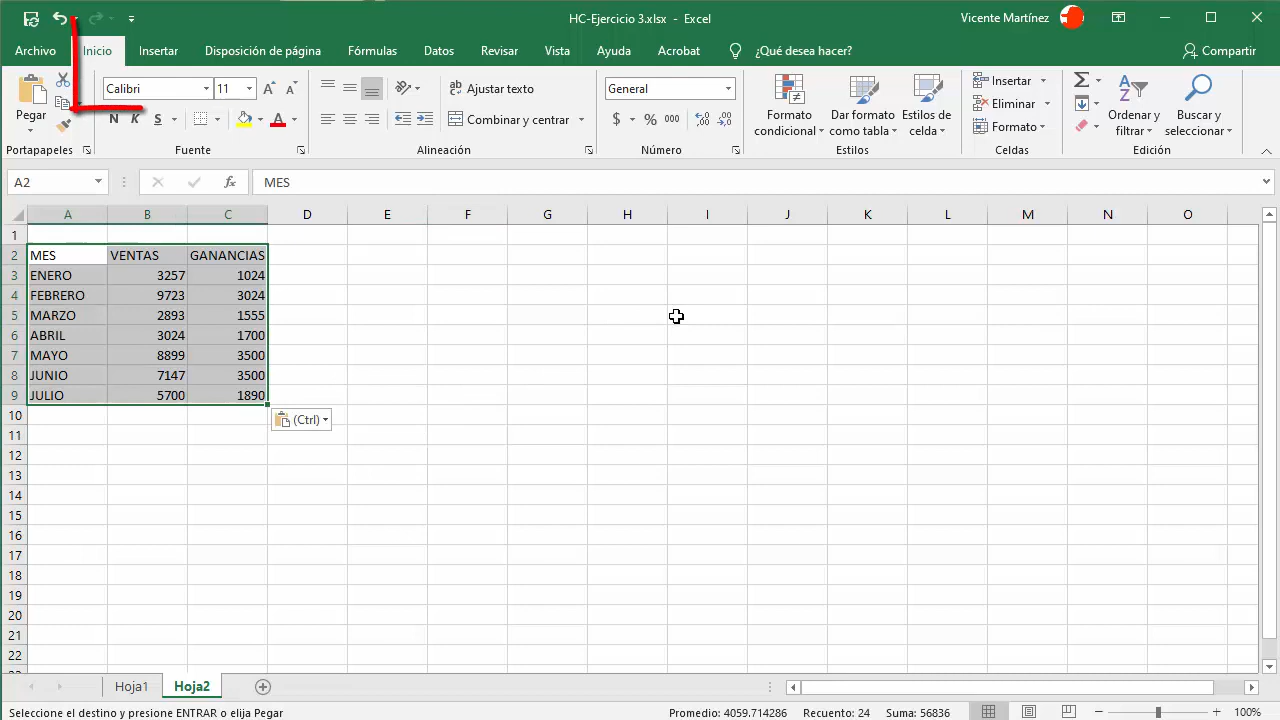 HC-Ejercicio 3.xlsx - Excel
Vicente Martínez
Archivo Inicio Insertar Disposición de página Fórmulas Datos Revisar Vista Ayuda Acrobat ¿Qué desea hacer? Compartir
Pegar
Portapapeles
Calibri 11
N K S
Fuente
Ajustar texto
Combinar y centrar
Alineación
General
$ % 000
Número
Formato condicional
Dar formato como tabla
Estilos de celda
Estilos
Insertar
Eliminar
Formato
Celdas
Ordenar y filtrar
Buscar y seleccionar
Edición
A2 fx MES
A B C D E F G H I J K L M N O
1
2 MES VENTAS GANANCIAS
3 ENERO 3257 1024
4 FEBRERO 9723 3024
5 MARZO 2893 1555
6 ABRIL 3024 1700
7 MAYO 8899 3500
8 JUNIO 7147 3500
9 JULIO 5700 1890
10 (Ctrl)
11
12
13
14
15
16
17
18
19
20
21
22
Hoja1 Hoja2
Seleccione el destino y presione ENTRAR o elija Pegar Promedio: 4059.714286 Recuento: 24 Suma: 56836 100%